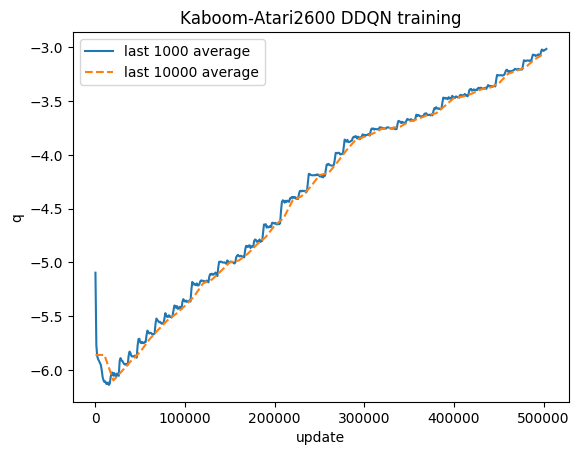 Kaboom-Atari2600 DDQN training
last 1000 average
last 10000 average
q
−3.0
−3.5
−4.0
−4.5
−5.0
−5.5
−6.0
0
100000
200000
300000
400000
500000
update